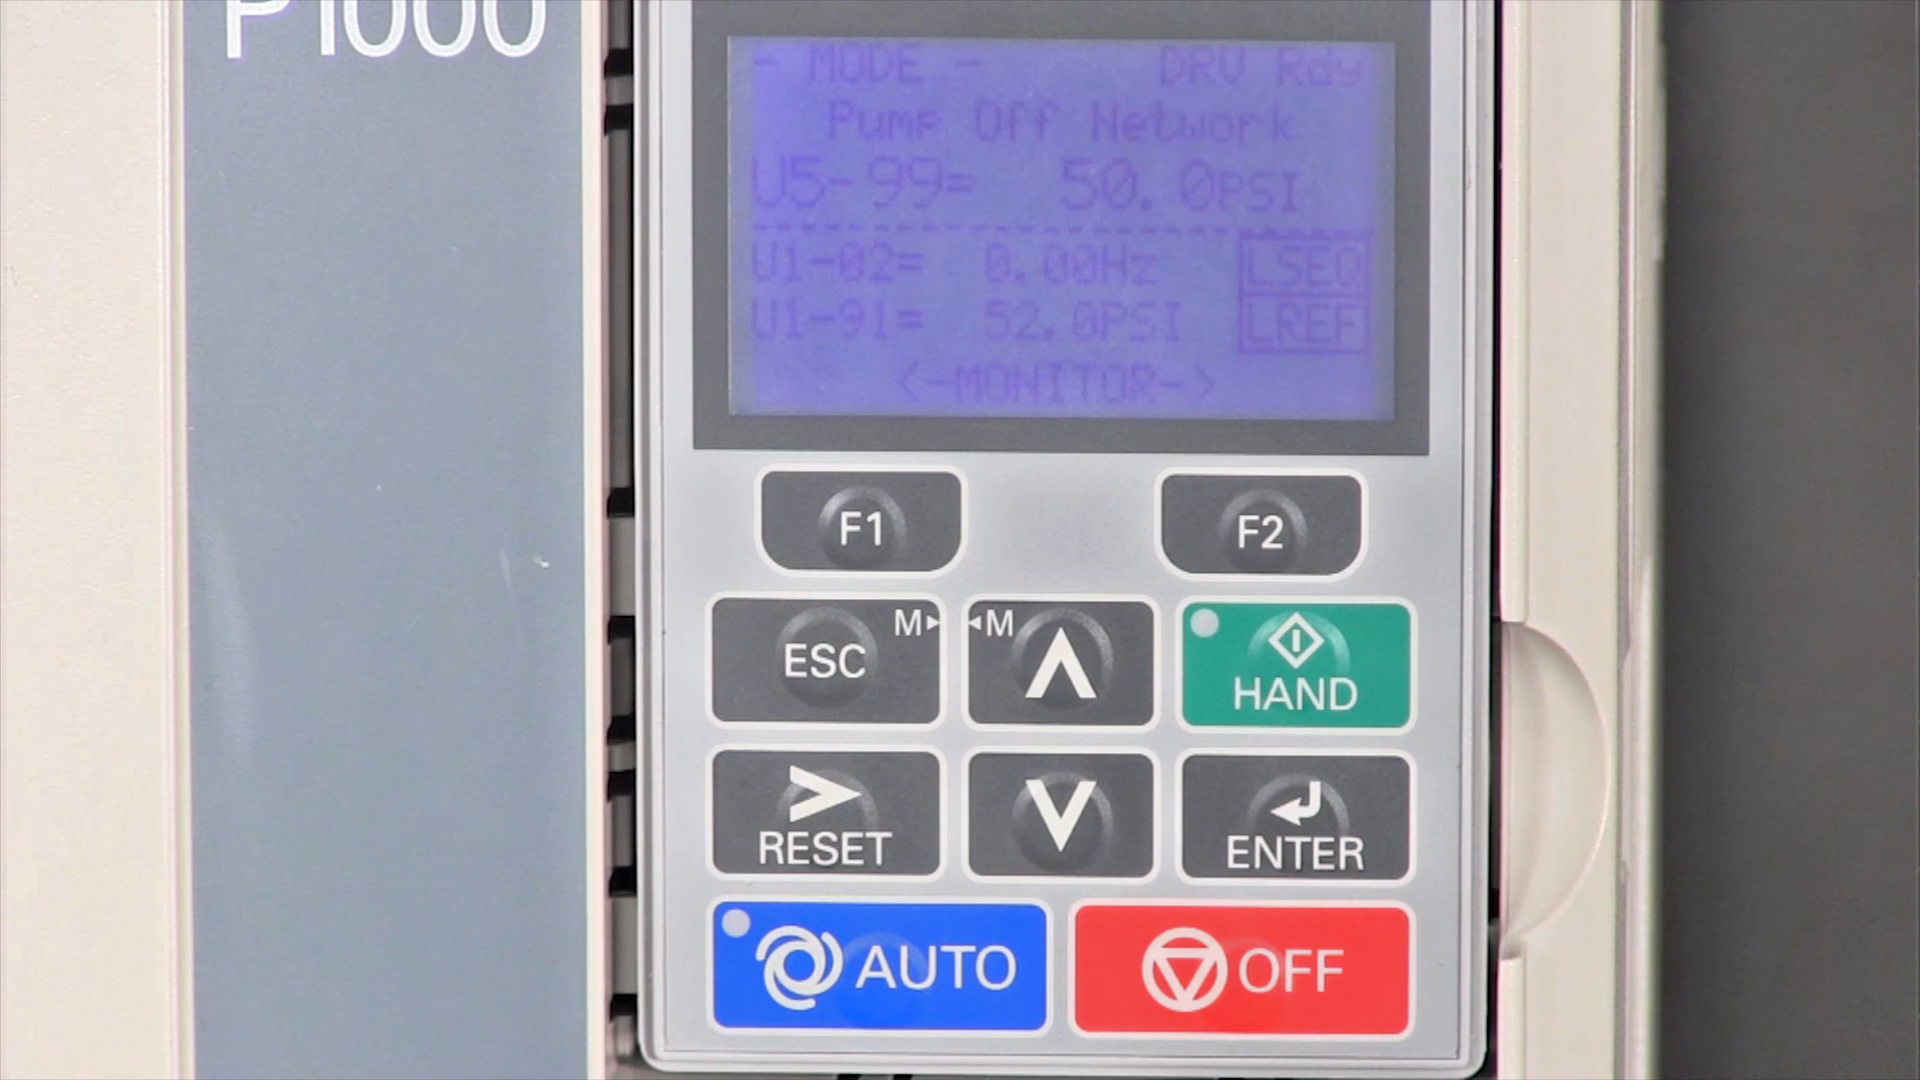 P1000
- MODE - DRV Rdy
Pump Off Network
U5-99= 50.0PSI
U1-02= 0.00Hz LSEQ
U1-91= 52.0PSI LREF
<-MONITOR->
F1 F2
ESC M▸ ◂M HAND
RESET ENTER
AUTO OFF